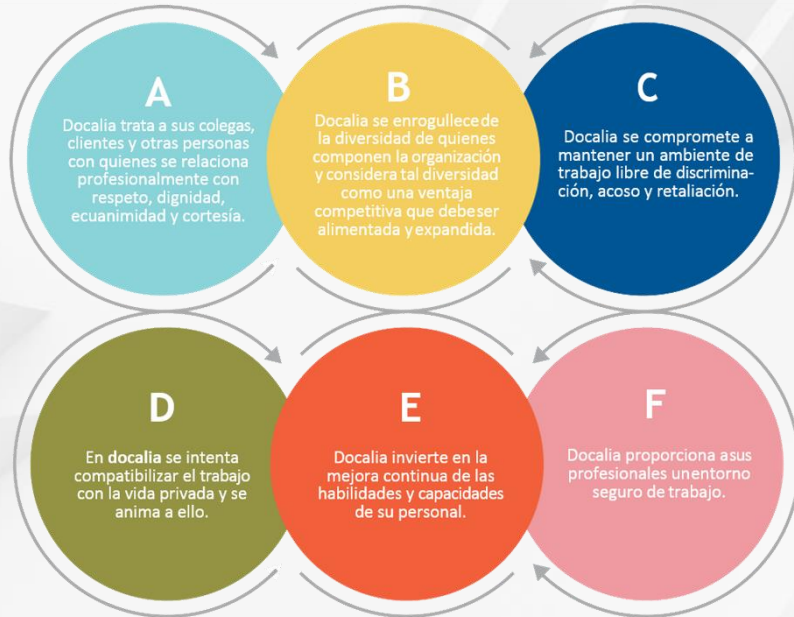 A
Docalia trata a sus colegas,
clientes y otras personas
con quienes se relaciona
profesionalmente con
respeto, dignidad,
ecuanimidad y cortesía.
B
Docalia se enrogullece de
la diversidad de quienes
componen la organización
y considera tal diversidad
como una ventaja
competitiva que debe ser
alimentada y expandida.
C
Docalia se compromete a
mantener un ambiente de
trabajo libre de discrimina-
ción, acoso y retaliación.
D
En docalia se intenta
compatibilizar el trabajo
con la vida privada y se
anima a ello.
E
Docalia invierte en la
mejora continua de las
habilidades y capacidades
de su personal.
F
Docalia proporciona asus
profesionales unentorno
seguro de trabajo.